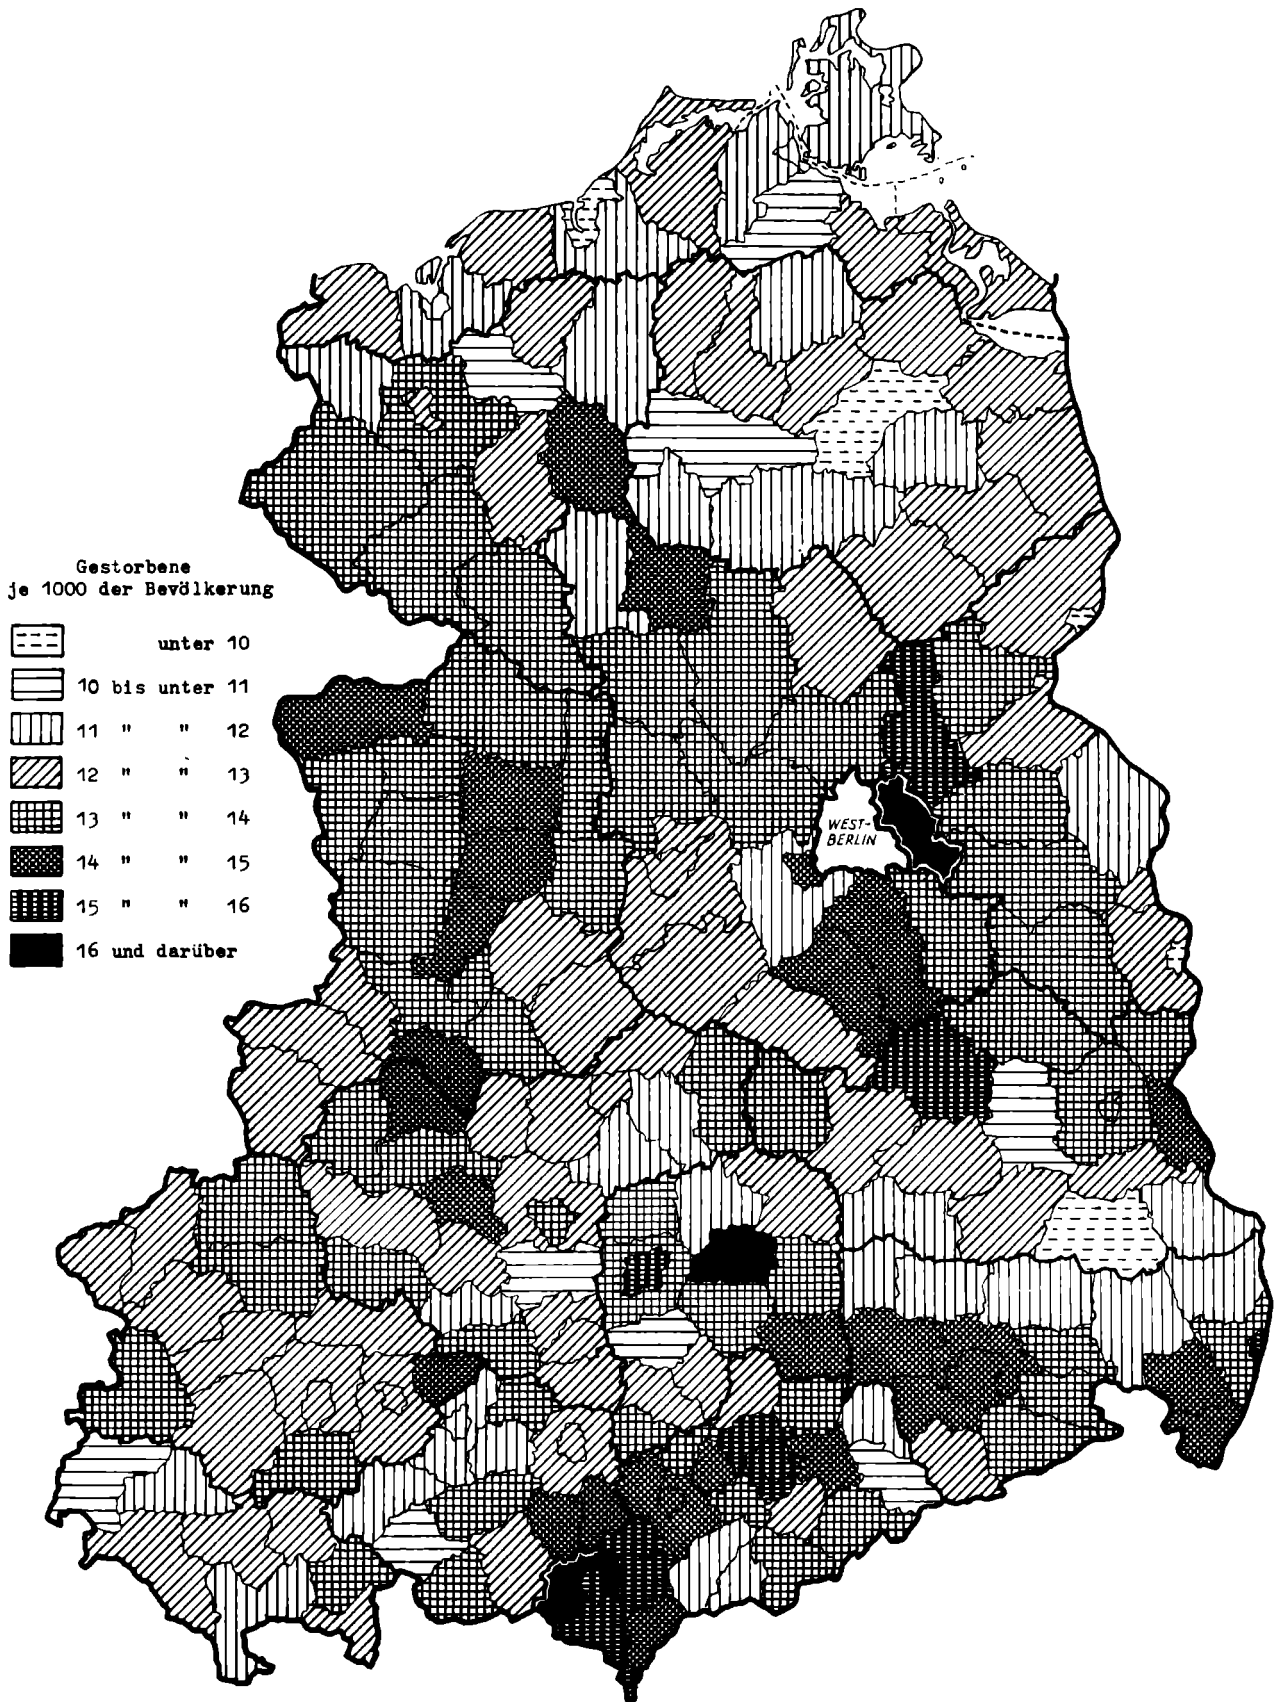 Gestorbene
je 1000 der Bevölkerung
unter 10
10 bis unter 11
11 " " 12
12 " " 13
13 " " 14
14 " " 15
15 " " 16
16 und darüber
WEST-
BERLIN